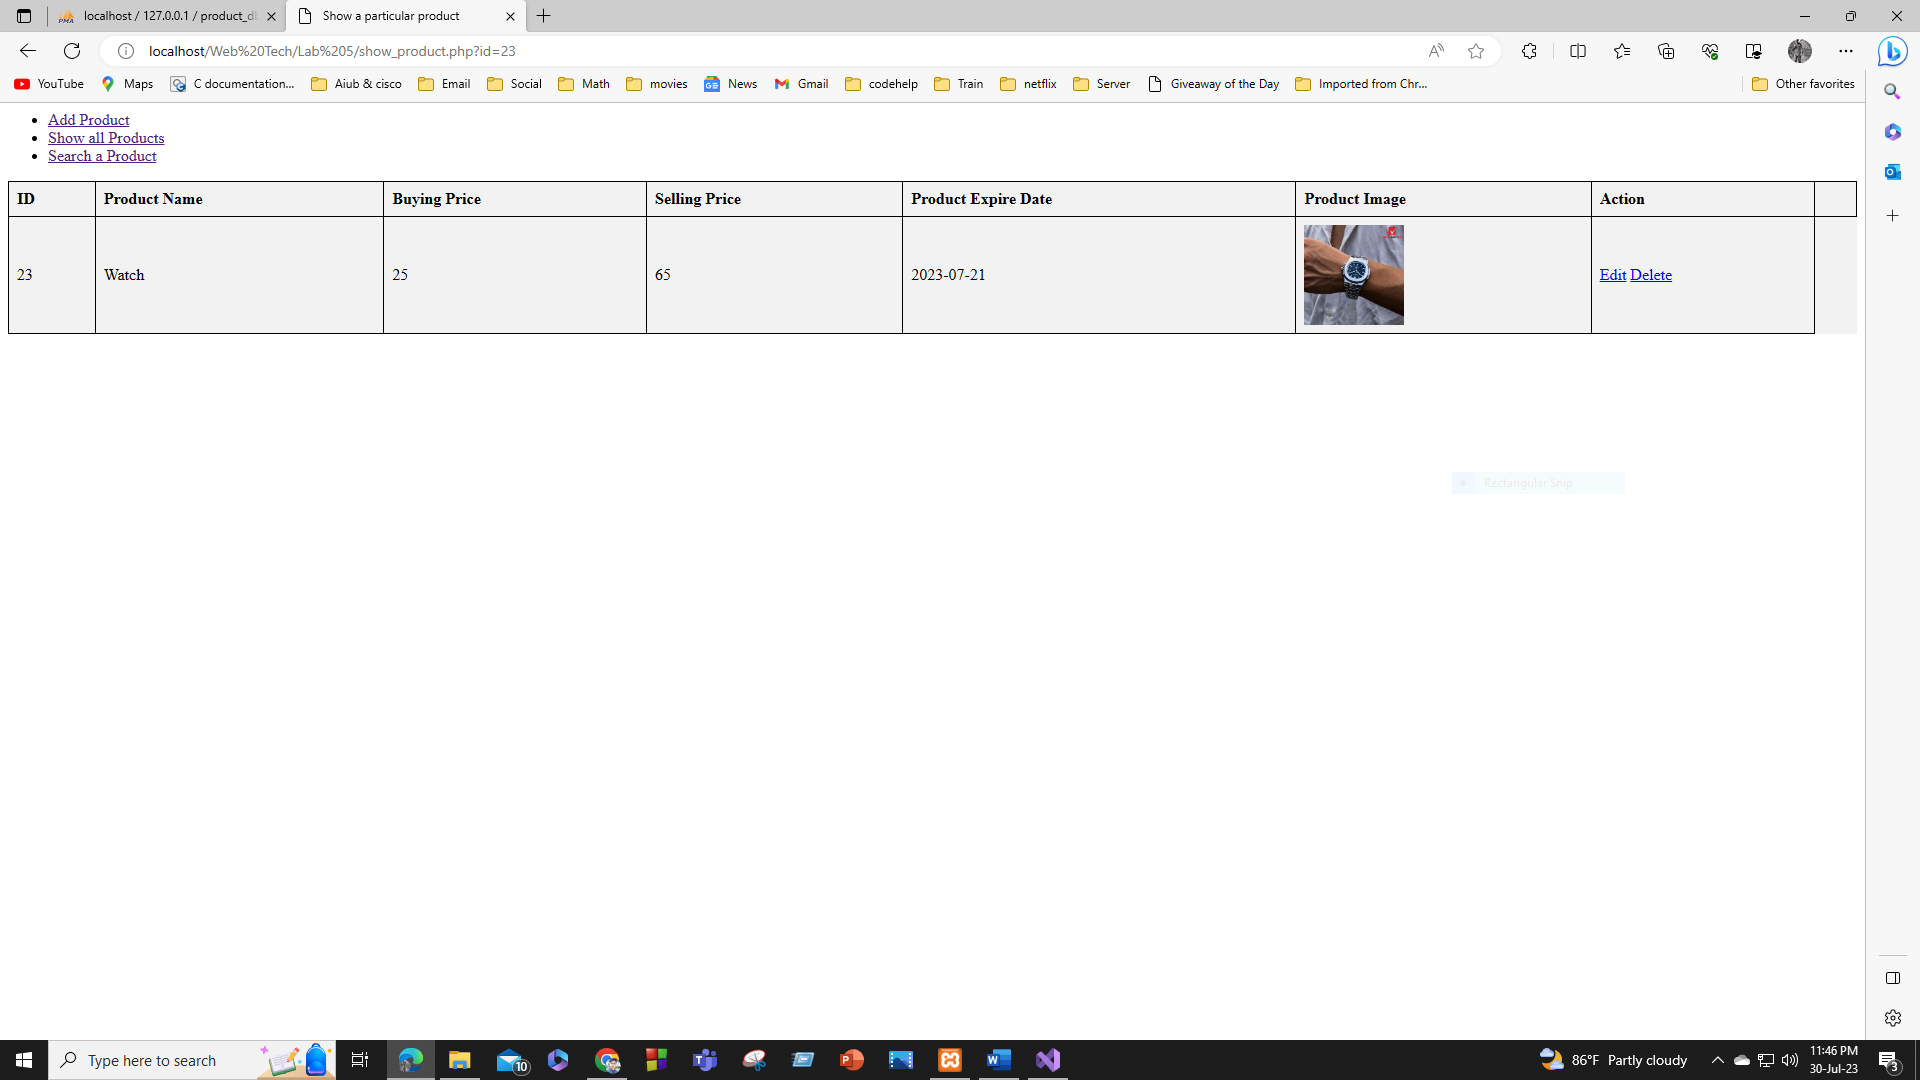 localhost / 127.0.0.1 / product_d
Show a particular product
localhost/Web%20Tech/Lab%205/show_product.php?id=23
YouTube
Maps
C documentation...
Aiub & cisco
Email
Social
Math
movies
News
Gmail
codehelp
Train
netflix
Server
Giveaway of the Day
Imported from Chr...
Other favorites
Add Product
Show all Products
Search a Product
ID Product Name Buying Price Selling Price Product Expire Date Product Image Action
23 Watch 25 65 2023-07-21 Edit Delete
Rectangular Snip
Type here to search
10
86°F Partly cloudy
11:46 PM
30-Jul-23
3